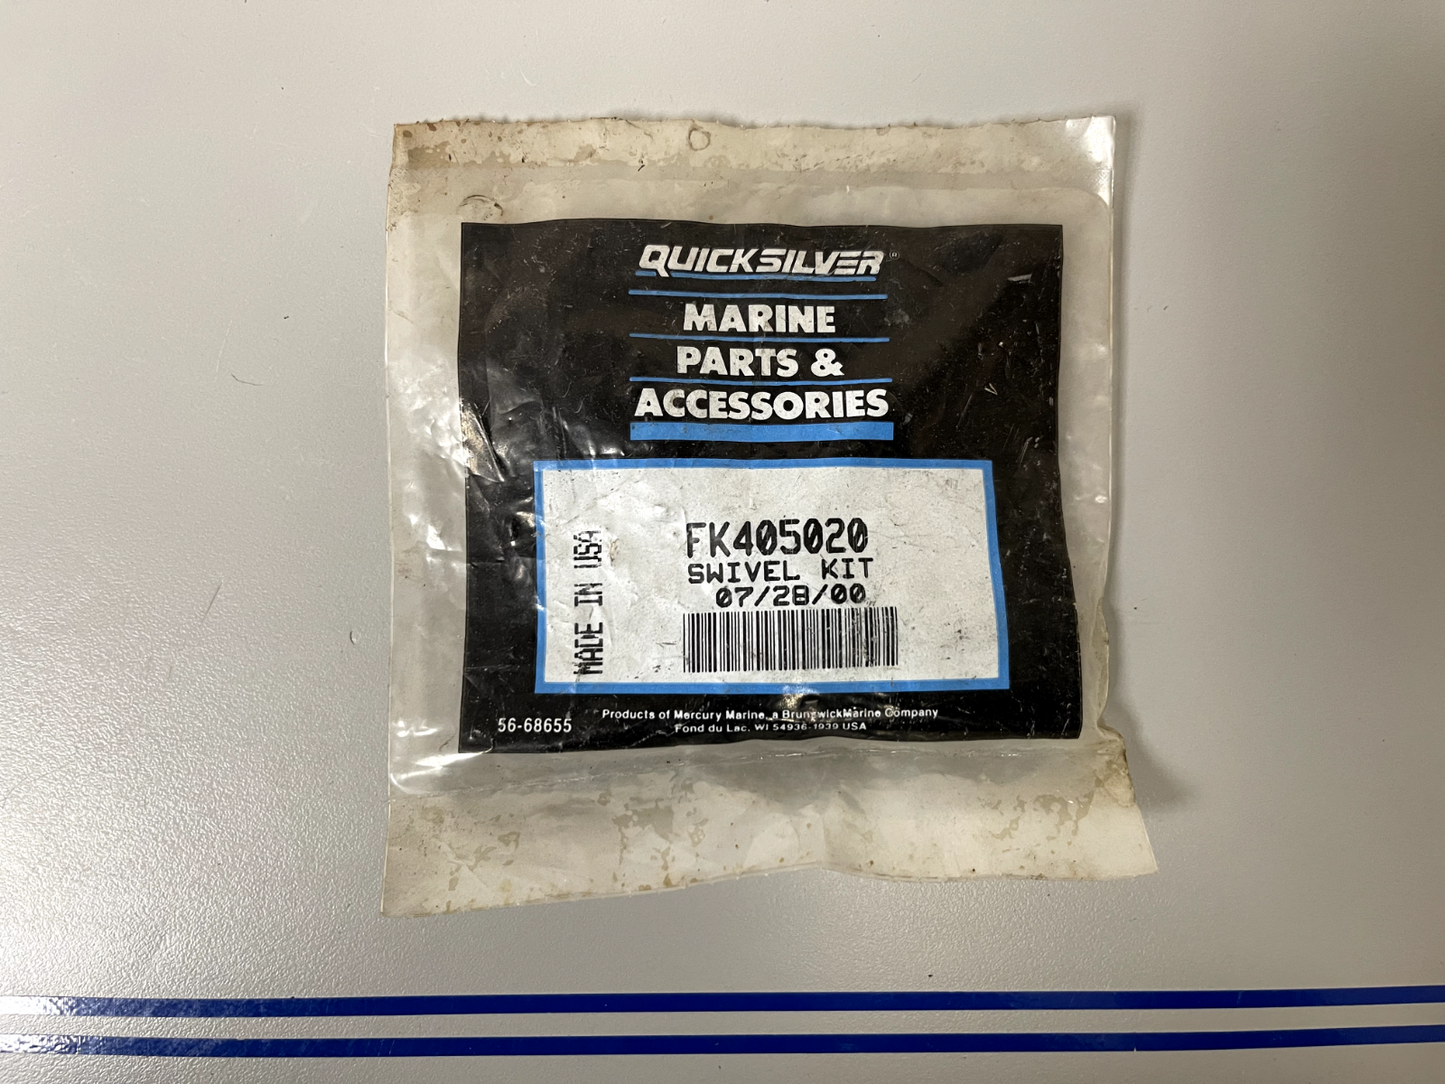 QUICKSILVER®
MARINE
PARTS &
ACCESSORIES
MADE IN USA
FK405020
SWIVEL KIT
07/28/00
56-68655
Products of Mercury Marine, a BrunswickMarine Company
Fond du Lac, WI 54936-1939 USA